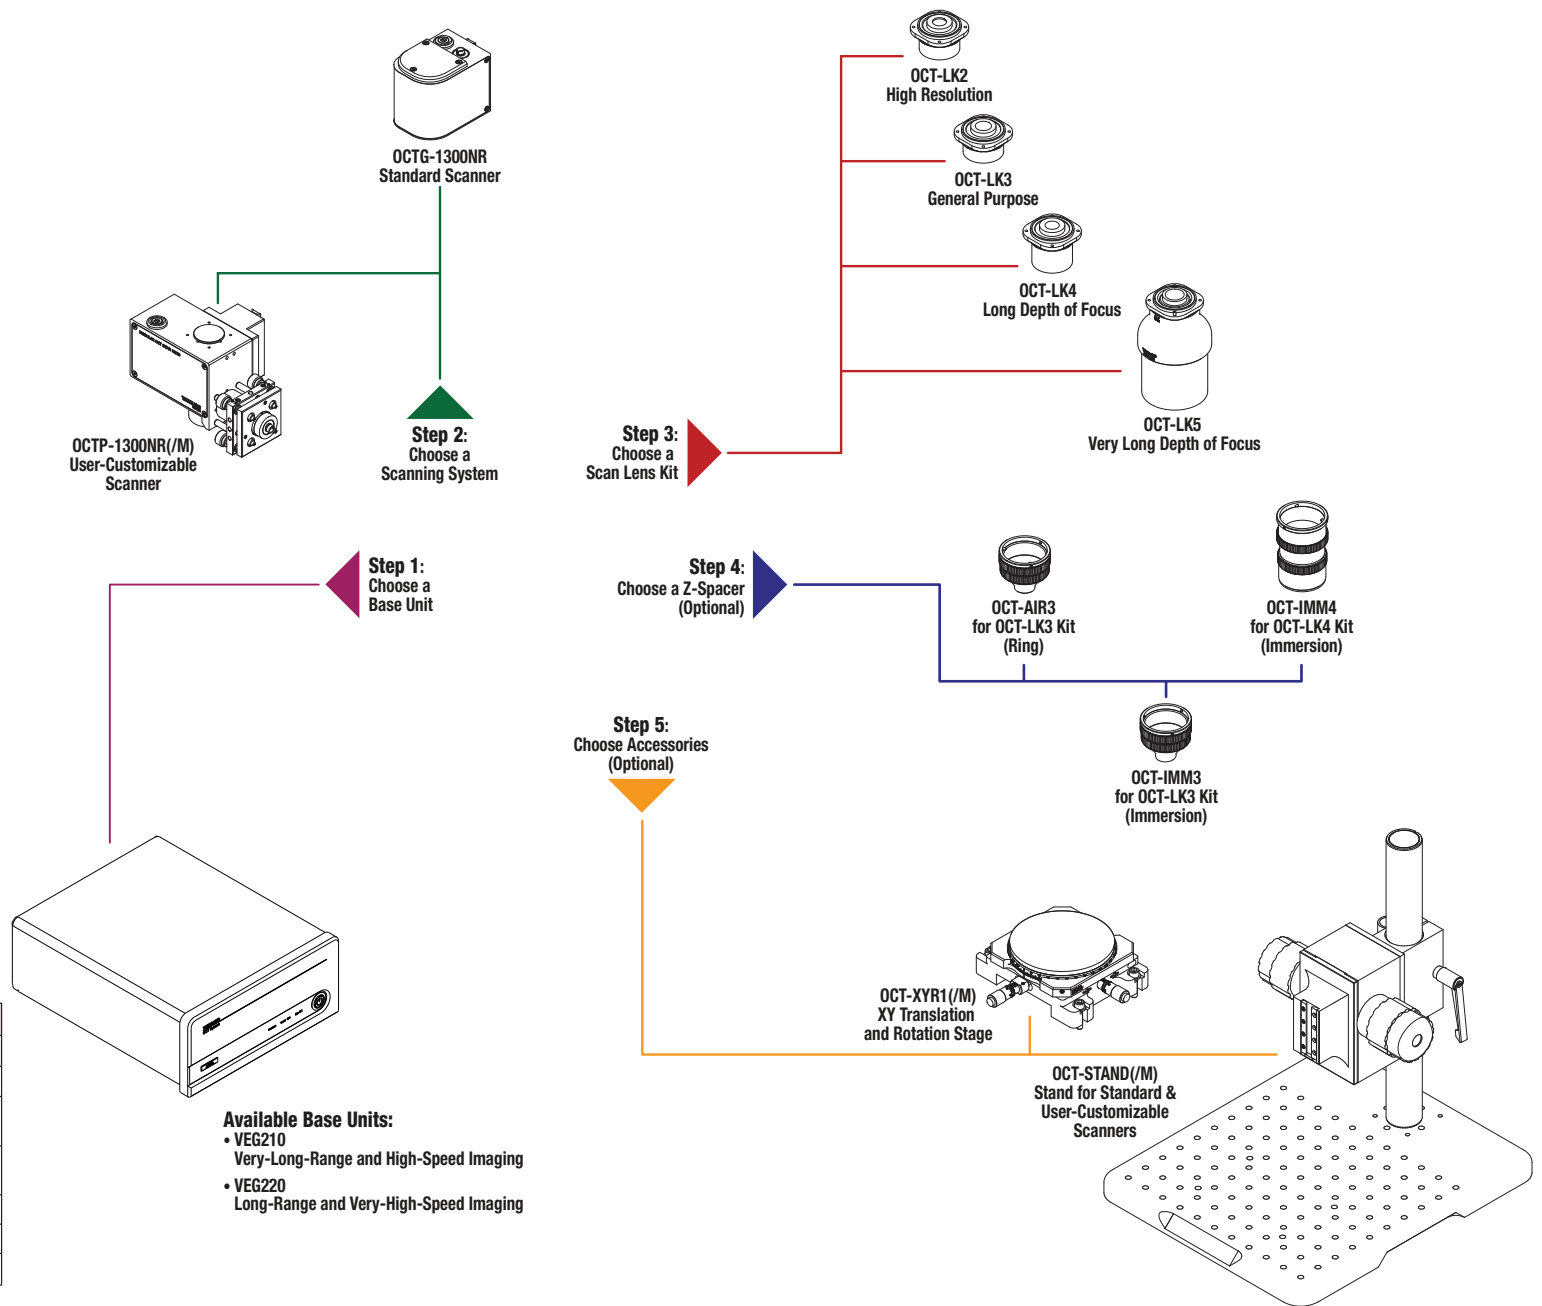 OCTG-1300NR
Standard Scanner
OCTP-1300NR(/M)
User-Customizable
Scanner
Step 2:
Choose a
Scanning System
OCT-LK2
High Resolution
OCT-LK3
General Purpose
OCT-LK4
Long Depth of Focus
OCT-LK5
Very Long Depth of Focus
Step 3:
Choose a
Scan Lens Kit
Step 1:
Choose a
Base Unit
Step 4:
Choose a Z-Spacer
(Optional)
OCT-AIR3
for OCT-LK3 Kit
(Ring)
OCT-IMM4
for OCT-LK4 Kit
(Immersion)
OCT-IMM3
for OCT-LK3 Kit
(Immersion)
Step 5:
Choose Accessories
(Optional)
OCT-XYR1(/M)
XY Translation
and Rotation Stage
OCT-STAND(/M)
Stand for Standard &
User-Customizable
Scanners
Available Base Units:
• VEG210
Very-Long-Range and High-Speed Imaging
• VEG220
Long-Range and Very-High-Speed Imaging